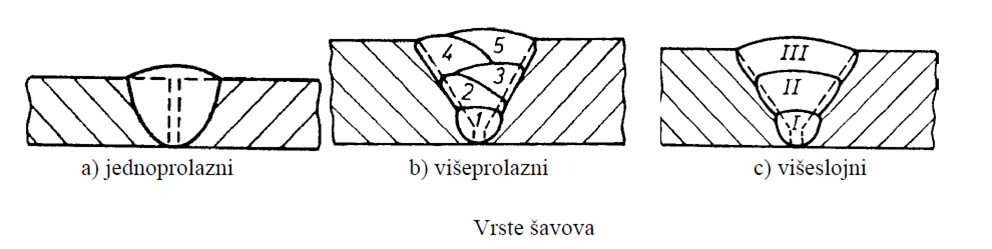 4 5
3
2
1
III
II
I
a) jednoprolazni b) višeprolazni c) višeslojni
Vrste šavova